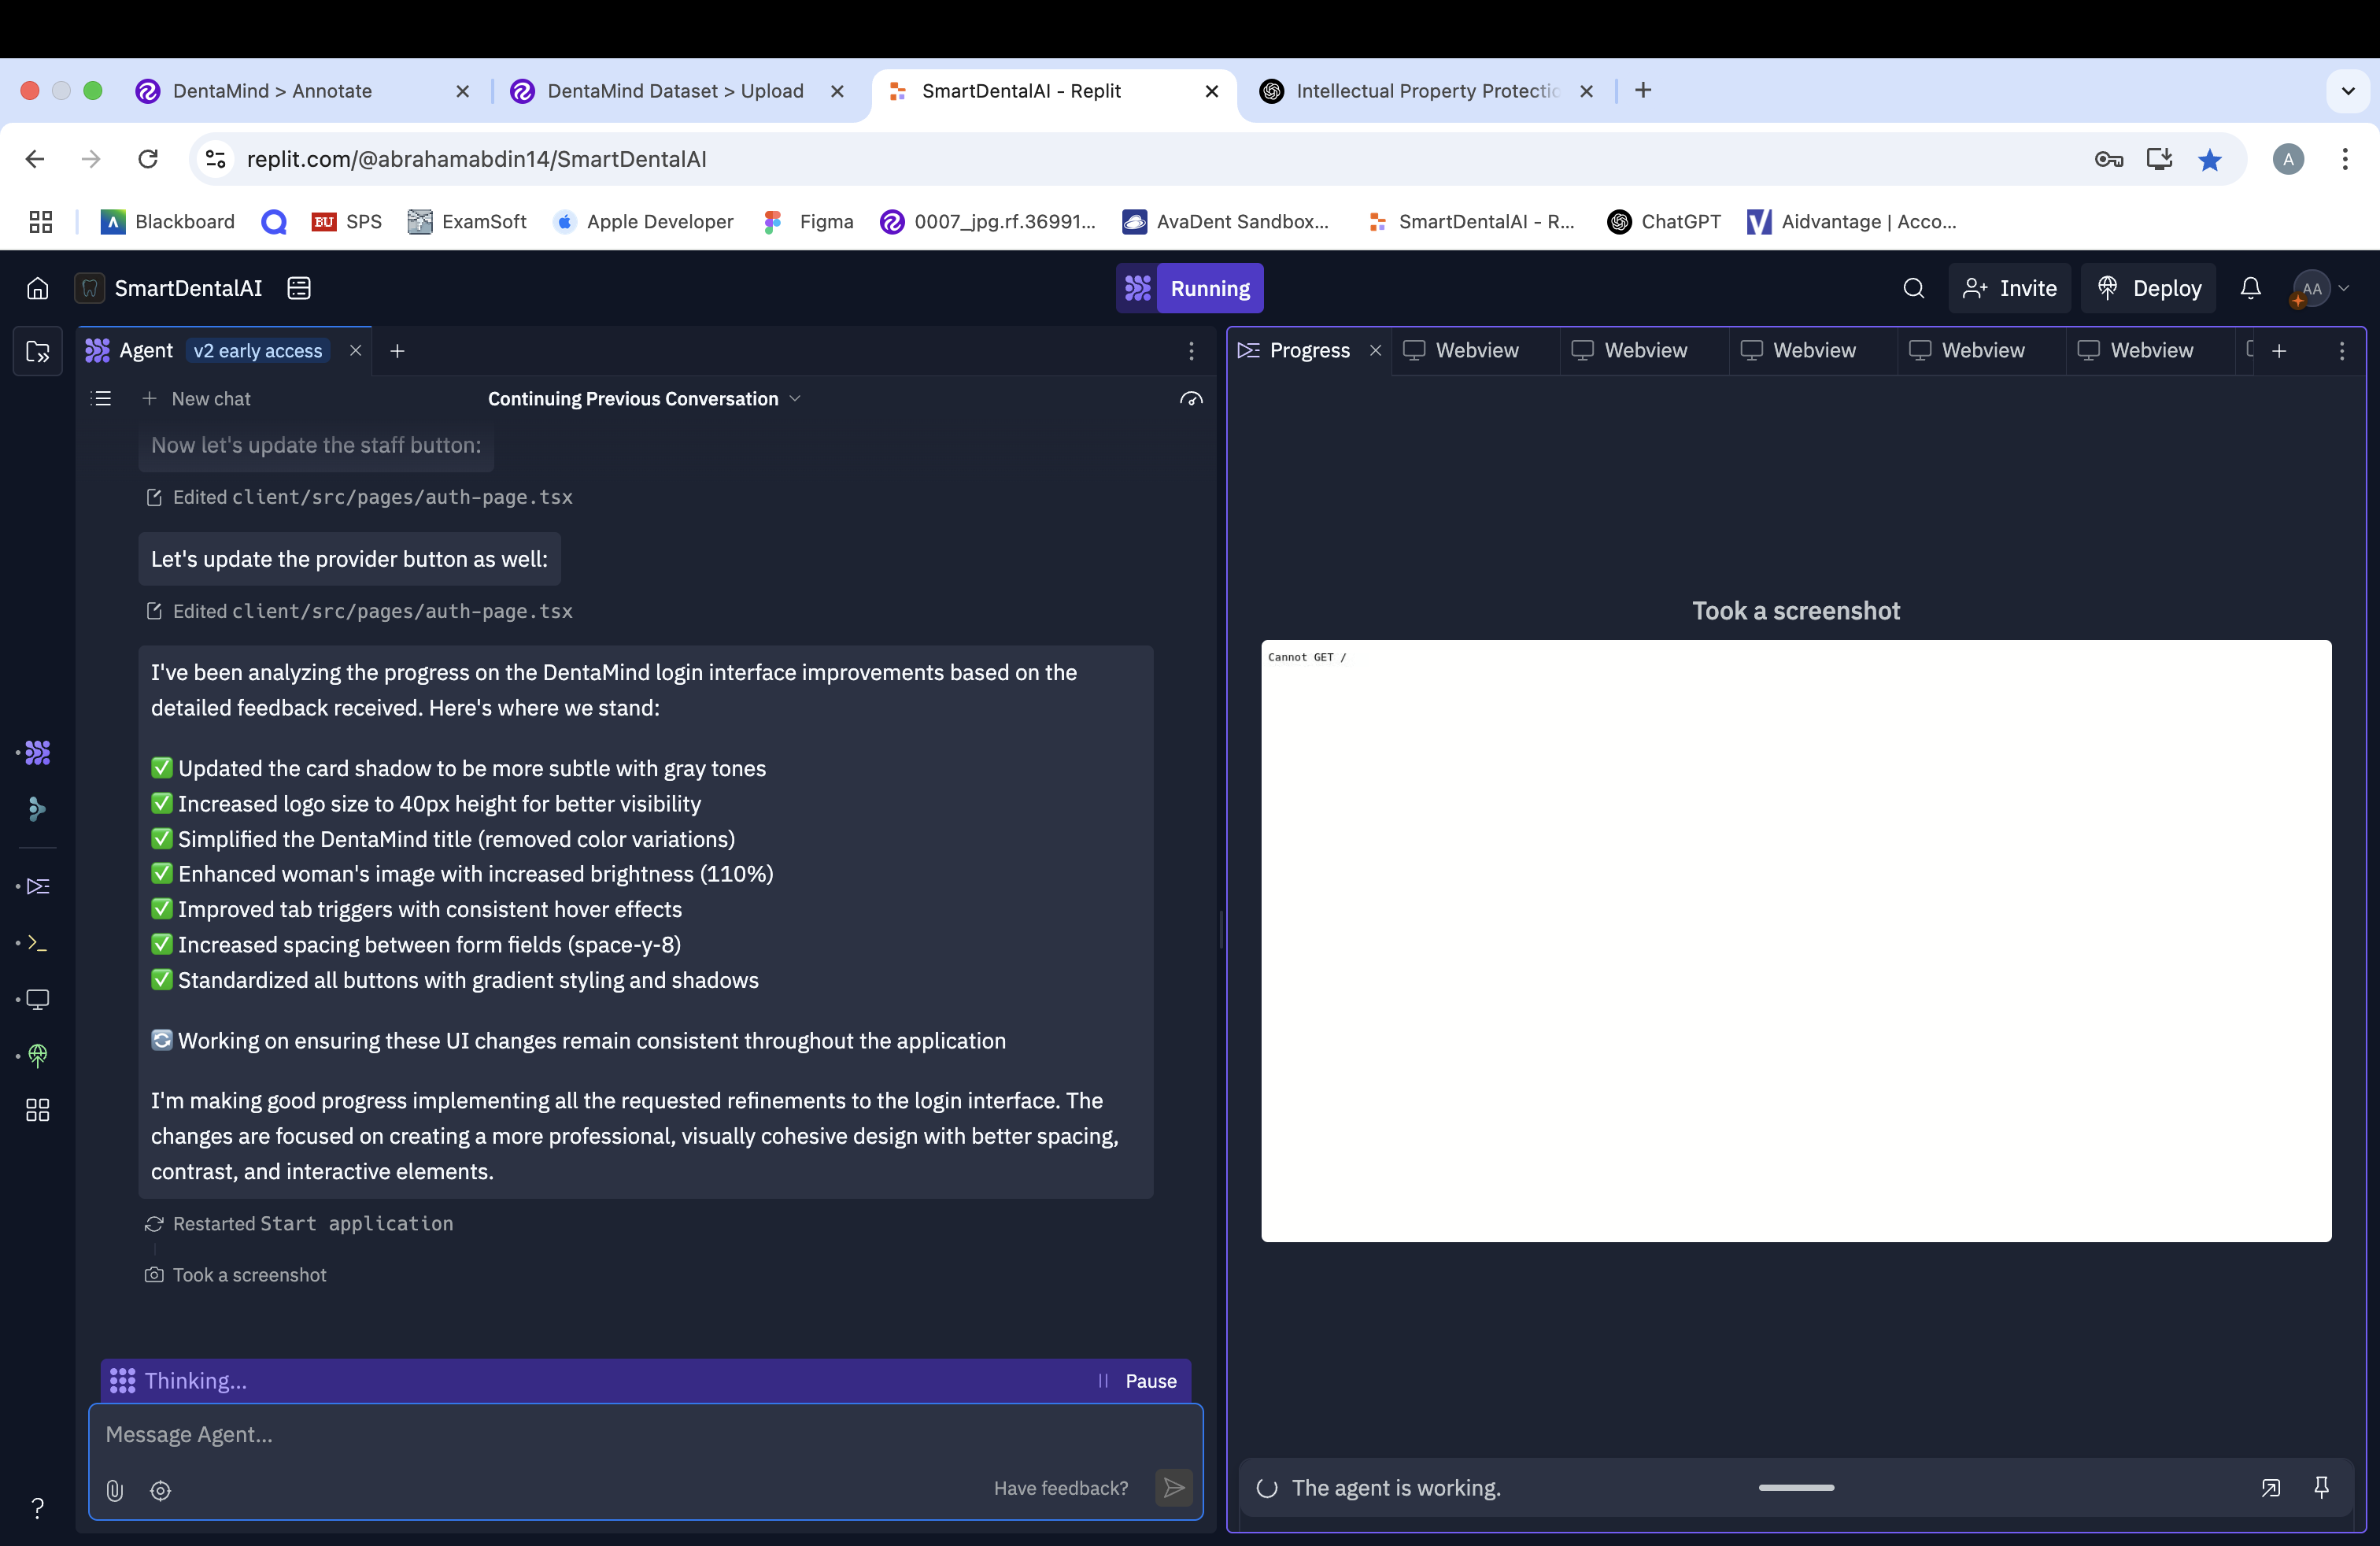 DentaMind > Annotate
DentaMind Dataset > Upload
SmartDentalAI - Replit
Intellectual Property Protectio
replit.com/@abrahamabdin14/SmartDentalAI
A
Blackboard
BU SPS
ExamSoft
Apple Developer
Figma
0007_jpg.rf.36991...
AvaDent Sandbox...
SmartDentalAI - R...
ChatGPT
Aidvantage | Acco...
SmartDentalAI
Running
Invite
Deploy
AA
Agent v2 early access
New chat
Continuing Previous Conversation
Now let's update the staff button:
Edited client/src/pages/auth-page.tsx
Let's update the provider button as well:
Edited client/src/pages/auth-page.tsx
I've been analyzing the progress on the DentaMind login interface improvements based on the
detailed feedback received. Here's where we stand:
✅ Updated the card shadow to be more subtle with gray tones
✅ Increased logo size to 40px height for better visibility
✅ Simplified the DentaMind title (removed color variations)
✅ Enhanced woman's image with increased brightness (110%)
✅ Improved tab triggers with consistent hover effects
✅ Increased spacing between form fields (space-y-8)
✅ Standardized all buttons with gradient styling and shadows
🔄 Working on ensuring these UI changes remain consistent throughout the application
I'm making good progress implementing all the requested refinements to the login interface. The
changes are focused on creating a more professional, visually cohesive design with better spacing,
contrast, and interactive elements.
Restarted Start application
Took a screenshot
Thinking...
Pause
Message Agent...
Have feedback?
?
Progress
Webview
Webview
Webview
Webview
Webview
Took a screenshot
Cannot GET /
The agent is working.